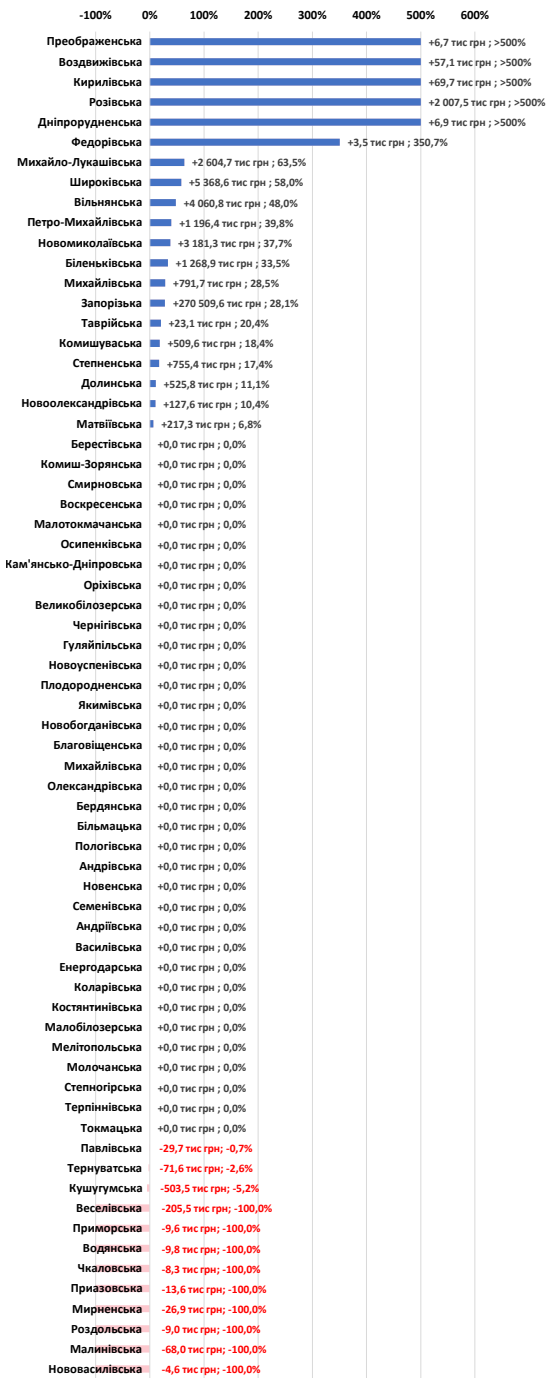 -100% 0% 100% 200% 300% 400% 500% 600%
Преображенська +6,7 тис грн ; >500%
Воздвижівська +57,1 тис грн ; >500%
Кирилівська +69,7 тис грн ; >500%
Розівська +2 007,5 тис грн ; >500%
Дніпрорудненська +6,9 тис грн ; >500%
Федорівська +3,5 тис грн ; 350,7%
Михайло-Лукашівська +2 604,7 тис грн ; 63,5%
Широківська +5 368,6 тис грн ; 58,0%
Вільнянська +4 060,8 тис грн ; 48,0%
Петро-Михайлівська +1 196,4 тис грн ; 39,8%
Новомиколаївська +3 181,3 тис грн ; 37,7%
Біленьківська +1 268,9 тис грн ; 33,5%
Михайлівська +791,7 тис грн ; 28,5%
Запорізька +270 509,6 тис грн ; 28,1%
Таврійська +23,1 тис грн ; 20,4%
Комишуваська +509,6 тис грн ; 18,4%
Степненська +755,4 тис грн ; 17,4%
Долинська +525,8 тис грн ; 11,1%
Новоолександрівська +127,6 тис грн ; 10,4%
Матвіївська +217,3 тис грн ; 6,8%
Берестівська +0,0 тис грн ; 0,0%
Комиш-Зорянська +0,0 тис грн ; 0,0%
Смирновська +0,0 тис грн ; 0,0%
Воскресенська +0,0 тис грн ; 0,0%
Малотокмачанська +0,0 тис грн ; 0,0%
Осипенківська +0,0 тис грн ; 0,0%
Кам'янсько-Дніпровська +0,0 тис грн ; 0,0%
Оріхівська +0,0 тис грн ; 0,0%
Великобілозерська +0,0 тис грн ; 0,0%
Чернігівська +0,0 тис грн ; 0,0%
Гуляйпільська +0,0 тис грн ; 0,0%
Новоуспенівська +0,0 тис грн ; 0,0%
Плодородненська +0,0 тис грн ; 0,0%
Якимівська +0,0 тис грн ; 0,0%
Новобогданівська +0,0 тис грн ; 0,0%
Благовіщенська +0,0 тис грн ; 0,0%
Михайлівська +0,0 тис грн ; 0,0%
Олександрівська +0,0 тис грн ; 0,0%
Бердянська +0,0 тис грн ; 0,0%
Більмацька +0,0 тис грн ; 0,0%
Пологівська +0,0 тис грн ; 0,0%
Андрівська +0,0 тис грн ; 0,0%
Новенська +0,0 тис грн ; 0,0%
Семенівська +0,0 тис грн ; 0,0%
Андріївська +0,0 тис грн ; 0,0%
Василівська +0,0 тис грн ; 0,0%
Енергодарська +0,0 тис грн ; 0,0%
Коларівська +0,0 тис грн ; 0,0%
Костянтинівська +0,0 тис грн ; 0,0%
Малобілозерська +0,0 тис грн ; 0,0%
Мелітопольська +0,0 тис грн ; 0,0%
Молочанська +0,0 тис грн ; 0,0%
Степногірська +0,0 тис грн ; 0,0%
Терпіннівська +0,0 тис грн ; 0,0%
Токмацька +0,0 тис грн ; 0,0%
Павлівська -29,7 тис грн; -0,7%
Тернуватська -71,6 тис грн; -2,6%
Кушугумська -503,5 тис грн; -5,2%
Веселівська -205,5 тис грн; -100,0%
Приморська -9,6 тис грн; -100,0%
Водянська -9,8 тис грн; -100,0%
Чкаловська -8,3 тис грн; -100,0%
Приазовська -13,6 тис грн; -100,0%
Мирненська -26,9 тис грн; -100,0%
Роздольська -9,0 тис грн; -100,0%
Малинівська -68,0 тис грн; -100,0%
Нововасилівська -4,6 тис грн; -100,0%